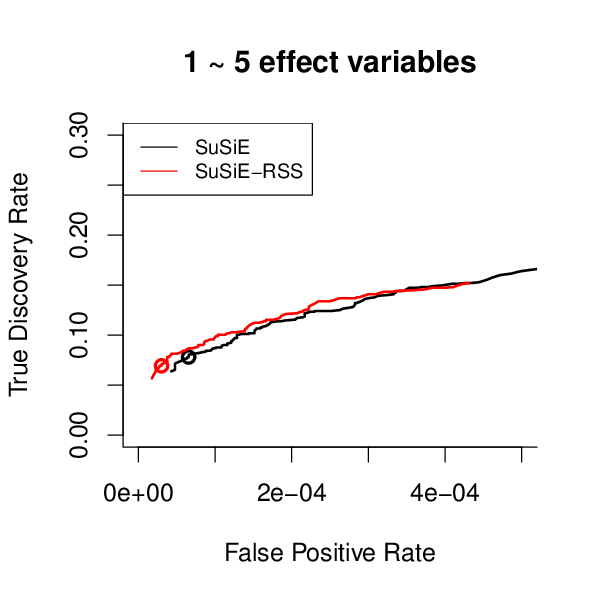 1 ~ 5 effect variables
SuSiE
SuSiE−RSS
True Discovery Rate
0.30
0.20
0.10
0.00
0e+00
2e−04
4e−04
False Positive Rate